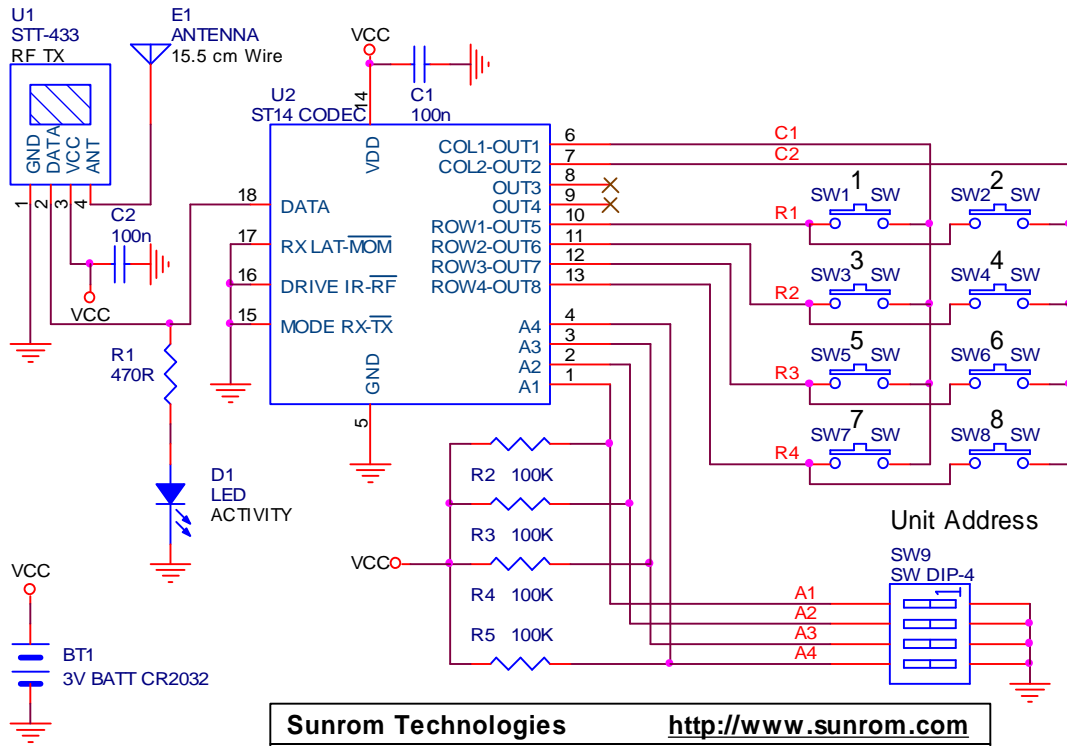 U1
STT-433
RF TX
GND
DATA
VCC
ANT
1
2
3
4
E1
ANTENNA
15.5 cm Wire
C2
100n
VCC
R1
470R
D1
LED
ACTIVITY
VCC
BT1
3V BATT CR2032
VCC
C1
100n
U2
ST14 CODEC
14
VDD
18 DATA
17 RX LAT-MOM
16 DRIVE IR-RF
15 MODE RX-TX
GND
5
COL1-OUT1 6
COL2-OUT2 7
OUT3 8
OUT4 9
ROW1-OUT5 10
ROW2-OUT6 11
ROW3-OUT7 12
ROW4-OUT8 13
A4 4
A3 3
A2 2
A1 1
C1
C2
R1
R2
R3
R4
1
SW1 SW
2
SW2 SW
3
SW3 SW
4
SW4 SW
5
SW5 SW
6
SW6 SW
7
SW7 SW
8
SW8 SW
R2 100K
R3 100K
R4 100K
R5 100K
VCC
Unit Address
SW9
SW DIP-4
1
A1
A2
A3
A4
Sunrom Technologies http://www.sunrom.com